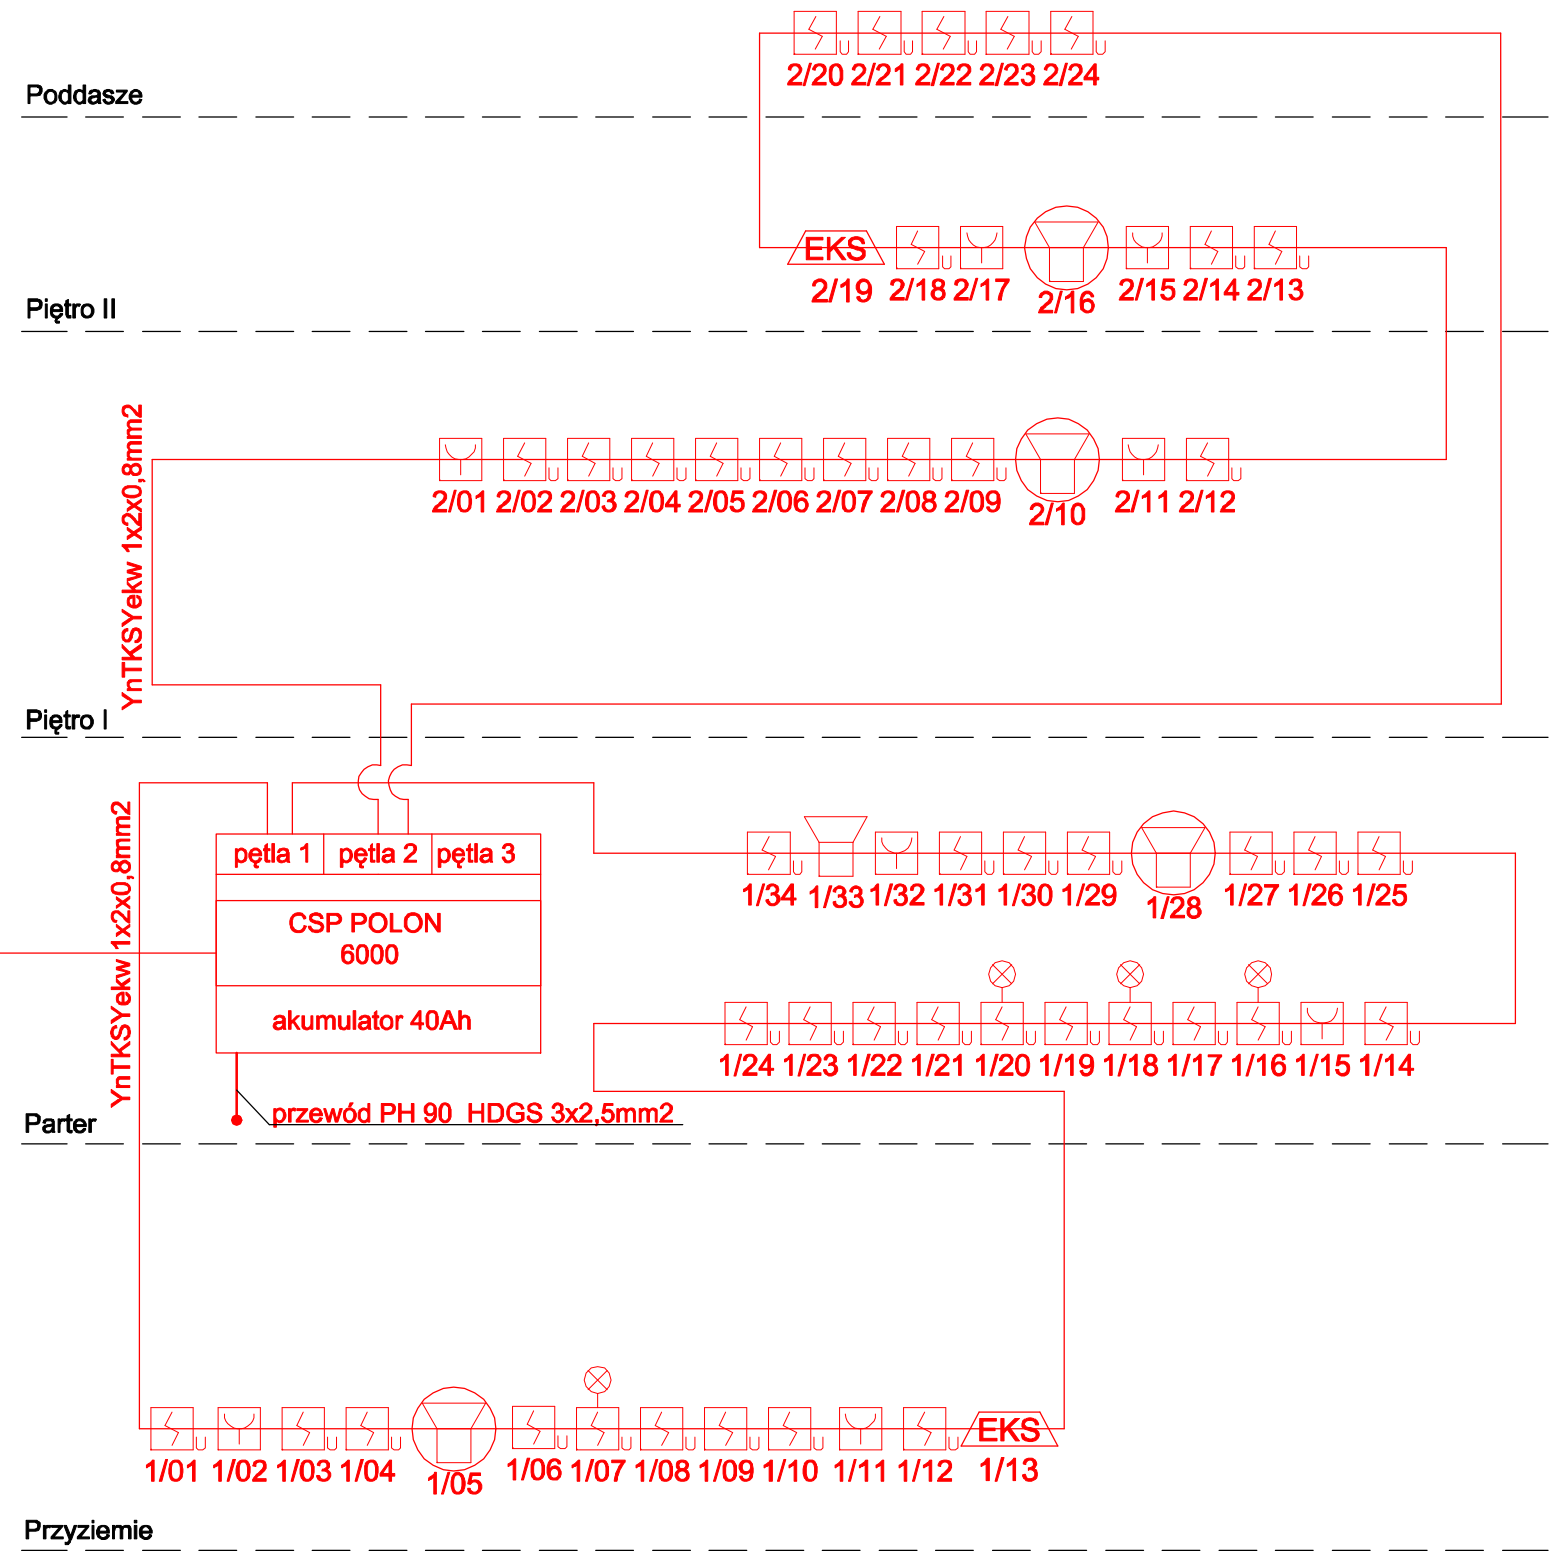 U U U U U
2/20 2/21 2/22 2/23 2/24
Poddasze
EKS U U U
2/19 2/18 2/17 2/16 2/15 2/14 2/13
Piętro II
YnTKSYekw 1x2x0,8mm2
U U U U U U U U U
2/01 2/02 2/03 2/04 2/05 2/06 2/07 2/08 2/09 2/10 2/11 2/12
Piętro I
YnTKSYekw 1x2x0,8mm2
pętla 1 pętla 2 pętla 3
CSP POLON
6000
akumulator 40Ah
przewód PH 90 HDGS 3x2,5mm2
U U U U U U U
1/34 1/33 1/32 1/31 1/30 1/29 1/28 1/27 1/26 1/25
U U U U U U U U U U
1/24 1/23 1/22 1/21 1/20 1/19 1/18 1/17 1/16 1/15 1/14
Parter
U U U U U U U U U EKS
1/01 1/02 1/03 1/04 1/05 1/06 1/07 1/08 1/09 1/10 1/11 1/12 1/13
Przyziemie